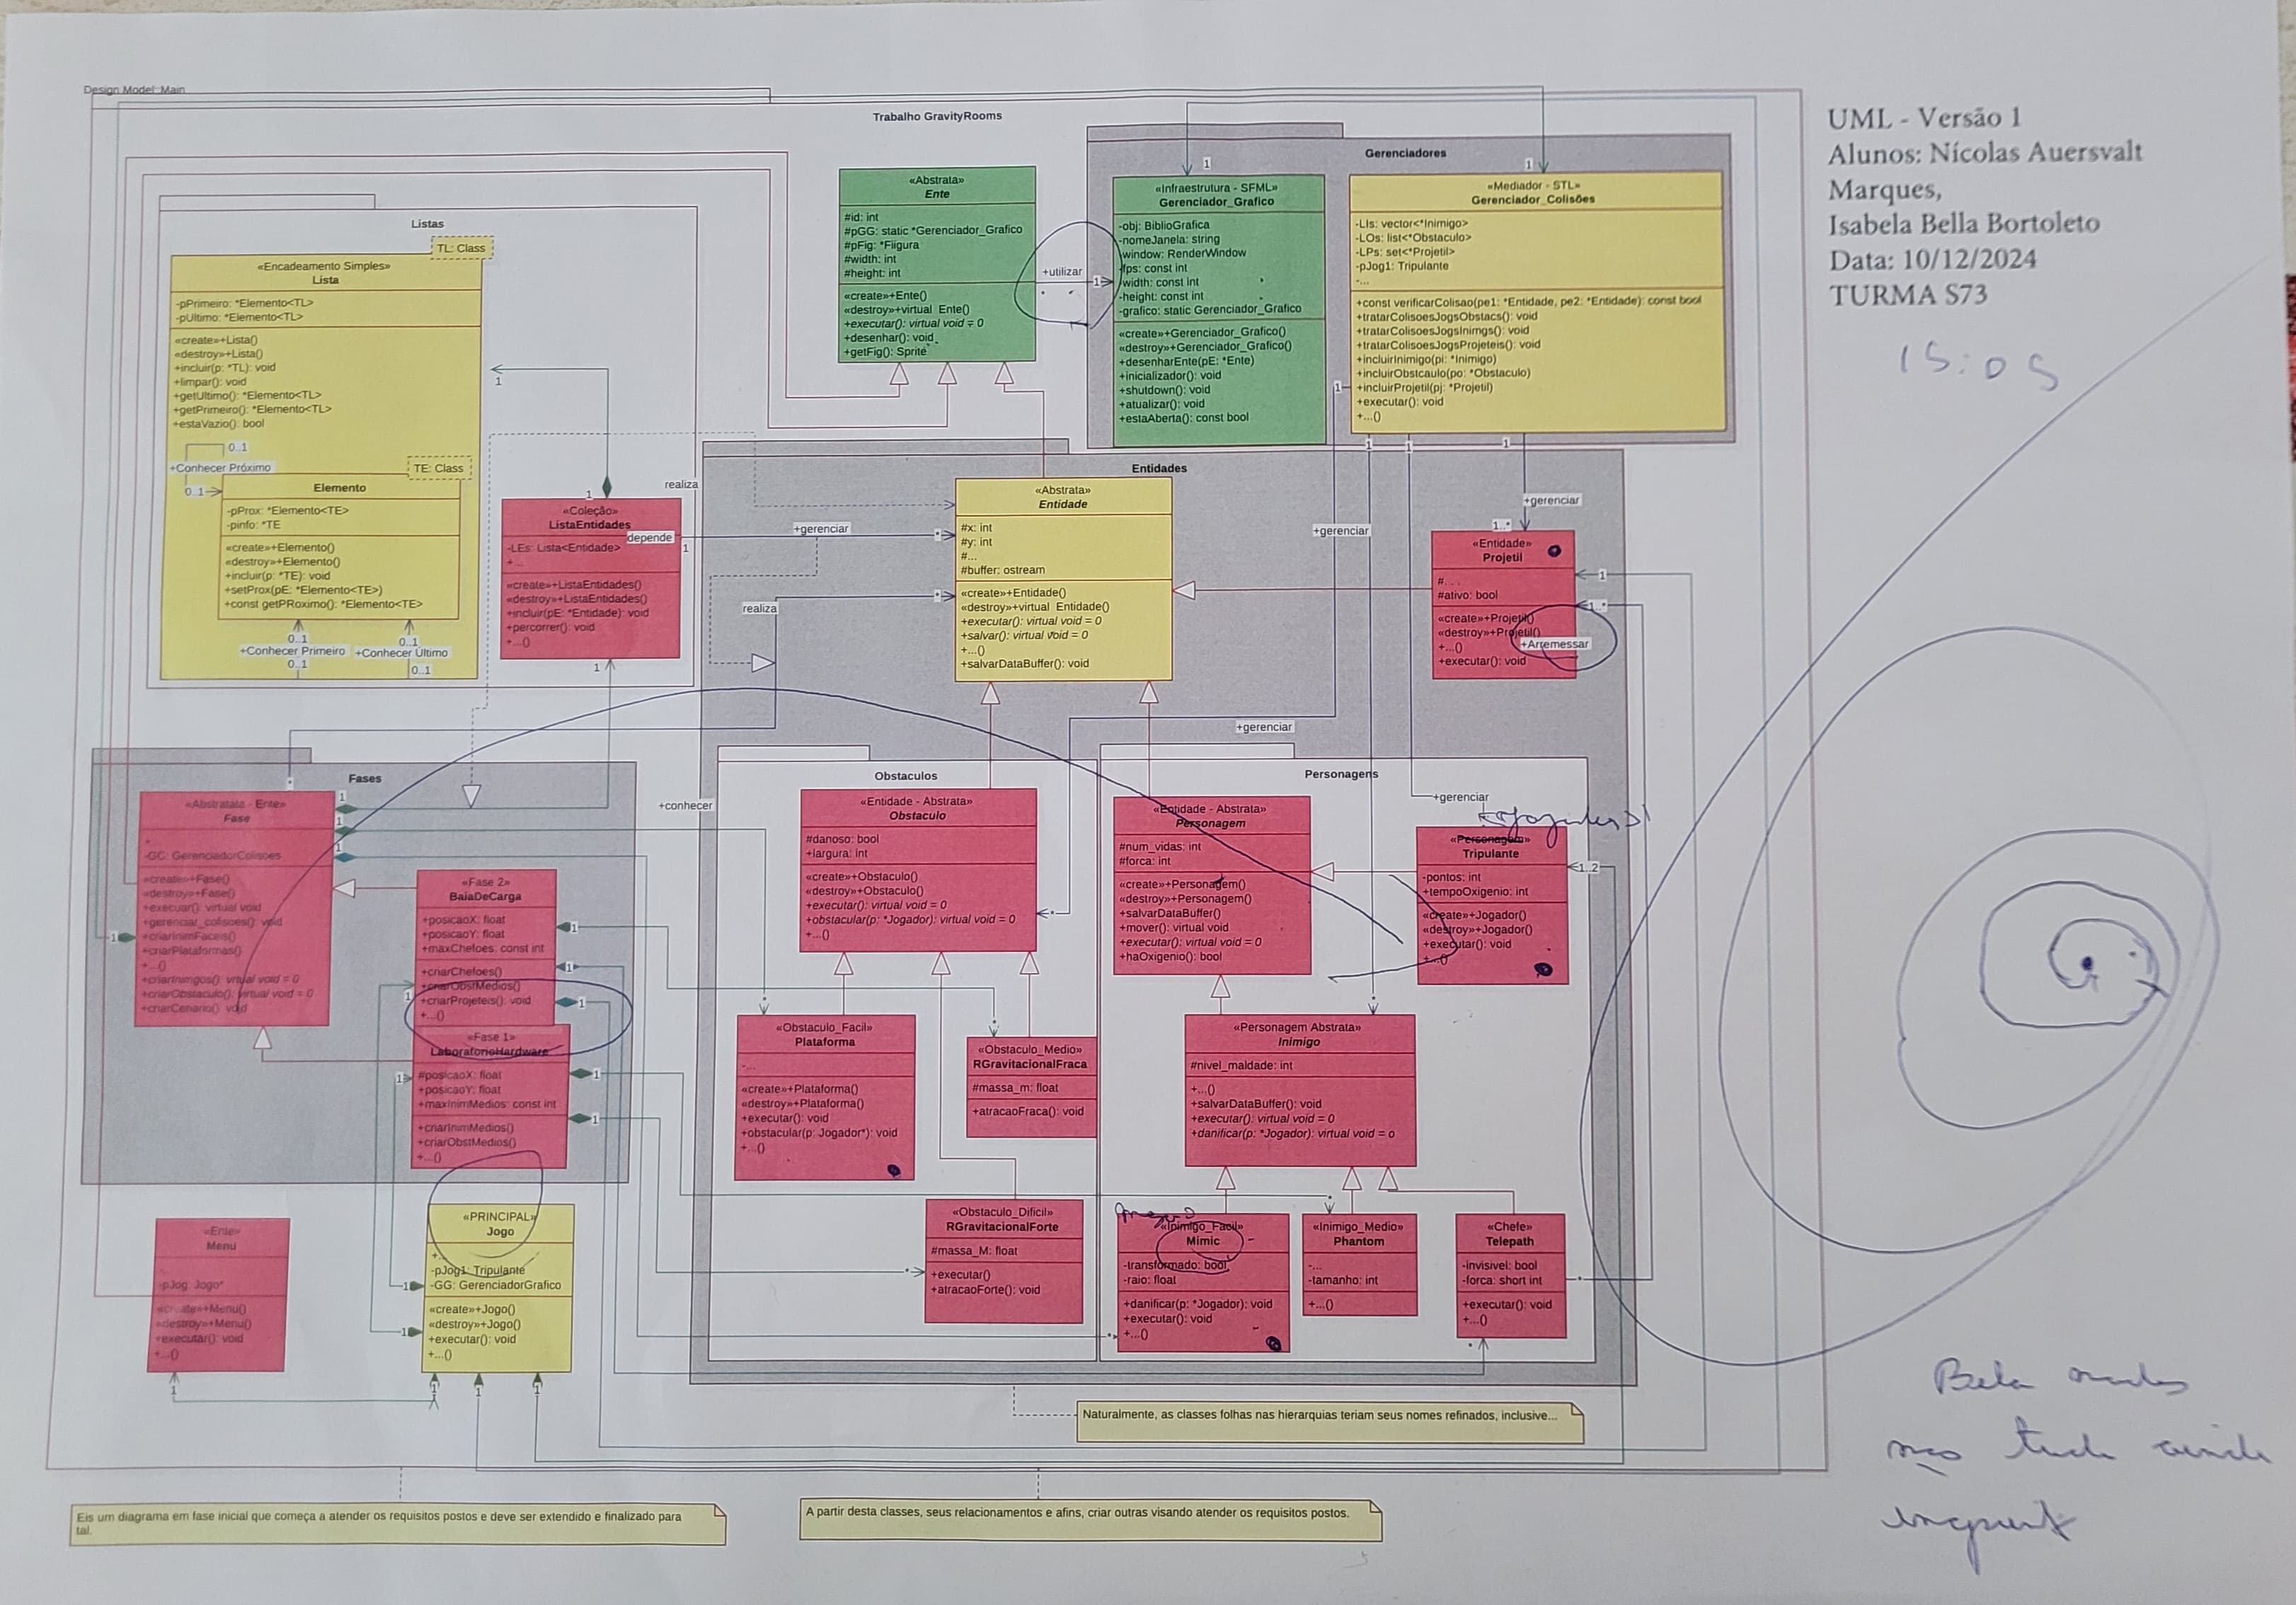 Design Model::Main
Trabalho GravityRooms
UML - Versão 1
Alunos: Nícolas Auersvalt
Marques,
Isabela Bella Bortoleto
Data: 10/12/2024
TURMA S73
15:05
Listas
TL: Class
«Encadeamento Simples»
Lista
-pPrimeiro: *Elemento<TL>
-pUltimo: *Elemento<TL>
«create»+Lista()
«destroy»+Lista()
+incluir(p: *TL): void
+limpar(): void
+getUltimo(): *Elemento<TL>
+getPrimeiro(): *Elemento<TL>
+estaVazio(): bool
0..1
+Conhecer Próximo
0..1
TE: Class
Elemento
-pProx: *Elemento<TE>
-pinfo: *TE
«create»+Elemento()
«destroy»+Elemento()
+incluir(p: *TE): void
+setProx(pE: *Elemento<TE>)
+const getPRoximo(): *Elemento<TE>
0..1
0..1
+Conhecer Primeiro
+Conhecer Último
0..1
0..1
1
1
«Coleção»
ListaEntidades
-LEs: Lista<Entidade>
+...
«create»+ListaEntidades()
«destroy»+ListaEntidades()
+incluir(pE: *Entidade): void
+percorrer(): void
+...()
1
realiza
depende
1
+gerenciar
*
realiza
*
«Abstrata»
Ente
#id: int
#pGG: static *Gerenciador_Grafico
#pFig: *Fiigura
#width: int
#height: int
«create»+Ente()
«destroy»+virtual Ente()
+executar(): virtual void = 0
+desenhar(): void
+getFig(): Sprite
+utilizar
1
Gerenciadores
1
«Infraestrutura - SFML»
Gerenciador_Grafico
-obj: BiblioGrafica
-nomeJanela: string
-window: RenderWindow
-fps: const int
-width: const int
-height: const int
-grafico: static Gerenciador_Grafico
«create»+Gerenciador_Grafico()
«destroy»+Gerenciador_Grafico()
+desenharEnte(pE: *Ente)
+inicializador(): void
+shutdown(): void
+atualizar(): void
+estaAberta(): const bool
1
«Mediador - STL»
Gerenciador_Colisões
-LIs: vector<*Inimigo>
-LOs: list<*Obstaculo>
-LPs: set<*Projetil>
-pJog1: Tripulante
-...
+const verificarColisao(pe1: *Entidade, pe2: *Entidade): const bool
+tratarColisoesJogsObstacs(): void
+tratarColisoesJogsInimgs(): void
+tratarColisoesJogsProjeteis(): void
+incluirInimigo(pi: *Inimigo)
+incluirObstcaulo(po: *Obstaculo)
+incluirProjetil(pj: *Projetil)
+executar(): void
+...()
1
1
1
1
Entidades
«Abstrata»
Entidade
#x: int
#y: int
#...
#buffer: ostream
«create»+Entidade()
«destroy»+virtual Entidade()
+executar(): virtual void = 0
+salvar(): virtual void = 0
+...()
+salvarDataBuffer(): void
+gerenciar
+gerenciar
1..*
«Entidade»
Projetil
#. . .
#ativo: bool
«create»+Projetil()
«destroy»+Projetil()
+...()
+executar(): void
1
1..*
+Arremessar
+gerenciar
+gerenciar
+conhecer
Fases
*
«Abstratata - Ente»
Fase
-GC: GerenciadorColisoes
«create»+Fase()
«destroy»+Fase()
+execuar(): virtual void
+gerenciar_colisoes(): void
+criarInimFaceis()
+criarPlataformas()
+...()
+criarInimigos(): virtual void = 0
+criarObstaculo(): virtual void = 0
+criarCenario(): void
1
1
1
1
«Fase 2»
BaiaDeCarga
+posicaoX: float
+posicaoY: float
+maxChefoes: const int
+criarChefoes()
+criarObstMedios()
+criarProjeteis(): void
+...()
1
1
1
1
«Fase 1»
LaboratorioHardware
#posicaoX: float
+posicaoY: float
+maxInimMedios: const int
+criarInimMedios()
+criarObstMedios()
+...()
1
1
1
Obstaculos
«Entidade - Abstrata»
Obstaculo
#danoso: bool
+largura: int
«create»+Obstaculo()
«destroy»+Obstaculo()
+executar(): virtual void = 0
+obstacular(p: *Jogador): virtual void = 0
+...()
*
«Obstaculo_Facil»
Plataforma
-...
«create»+Plataforma()
«destroy»+Plataforma()
+executar(): void
+obstacular(p: Jogador*): void
+...()
*
«Obstaculo_Medio»
RGravitacionalFraca
#massa_m: float
+atracaoFraca(): void
*
«Obstaculo_Dificil»
RGravitacionalForte
#massa_M: float
+executar()
+atracaoForte(): void
*
Personagens
«Entidade - Abstrata»
Personagem
#num_vidas: int
#forca: int
«create»+Personagem()
«destroy»+Personagem()
+salvarDataBuffer()
+mover(): virtual void
+executar(): virtual void = 0
+haOxigenio(): bool
«Personagem»
Tripulante
-pontos: int
+tempoOxigenio: int
«create»+Jogador()
«destroy»+Jogador()
+executar(): void
+...()
1..2
*
«Personagem Abstrata»
Inimigo
#nivel_maldade: int
+...()
+salvarDataBuffer(): void
+executar(): virtual void = 0
+danificar(p: *Jogador): virtual void = o
«Inimigo_Facil»
Mimic
-transformado: bool
-raio: float
+danificar(p: *Jogador): void
+executar(): void
+...()
*
*
«Inimigo_Medio»
Phantom
-...
-tamanho: int
+...()
«Chefe»
Telepath
-invisivel: bool
-forca: short int
+executar(): void
+...()
*
*
«Ente»
Menu
-pJog: Jogo*
«create»+Menu()
«destroy»+Menu()
+executar(): void
+...()
1
«PRINCIPAL»
Jogo
+...
-pJog1: Tripulante
-GG: GerenciadorGrafico
«create»+Jogo()
«destroy»+Jogo()
+executar(): void
+...()
1
1
1
1
1
Naturalmente, as classes folhas nas hierarquias teriam seus nomes refinados, inclusive...
Eis um diagrama em fase inicial que começa a atender os requisitos postos e deve ser extendido e finalizado para
tal.
A partir desta classes, seus relacionamentos e afins, criar outras visando atender os requisitos postos.